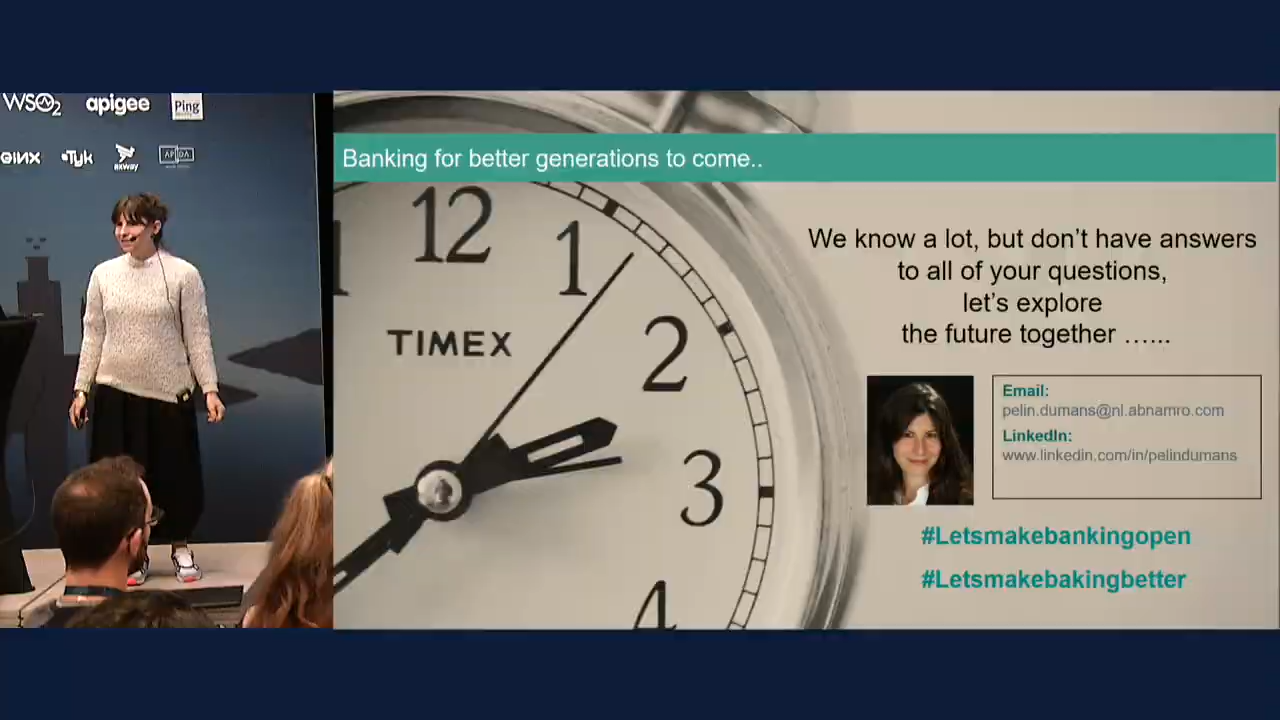 WSO2
apigee
Ping
GINX
Tyk
axway
Banking for better generations to come..
12
1
1
TIMEX
2
3
4
We know a lot, but don't have answers
to all of your questions,
let's explore
the future together …...
Email:
pelin.dumans@nl.abnamro.com
LinkedIn:
www.linkedin.com/in/pelindumans
#Letsmakebankingopen
#Letsmakebakingbetter